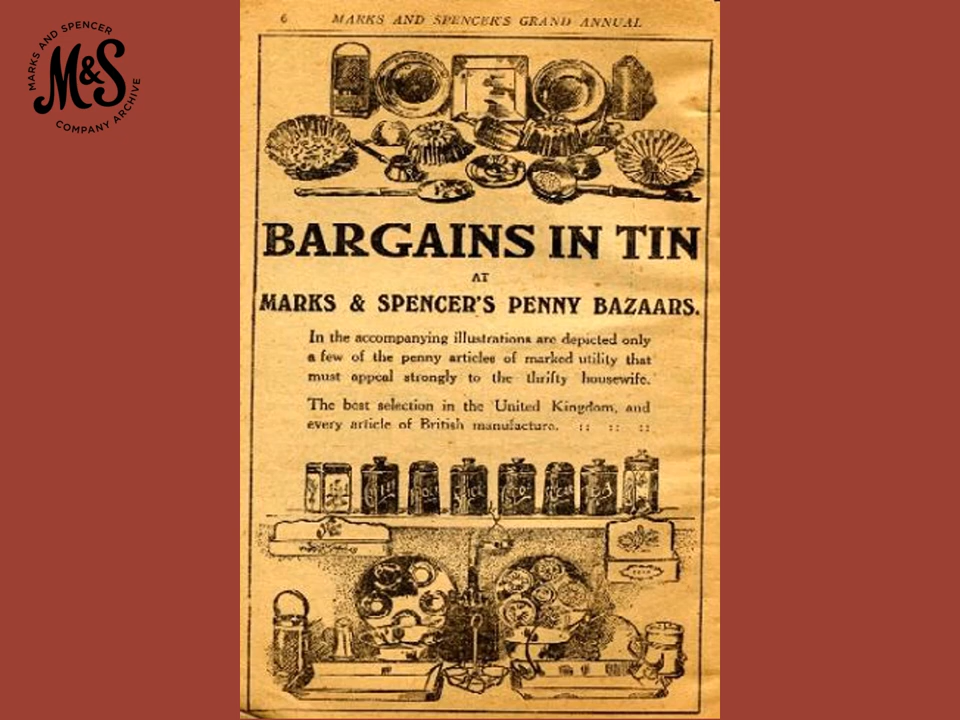 MARKS AND SPENCER
M&S
COMPANY ARCHIVE
6 MARKS AND SPENCER'S GRAND ANNUAL
BARGAINS IN TIN
AT
MARKS & SPENCER'S PENNY BAZAARS.
In the accompanying illustrations are depicted only
a few of the penny articles of marked utility that
must appeal strongly to the thrifty housewife.
The best selection in the United Kingdom, and
every article of British manufacture. :: :: ::